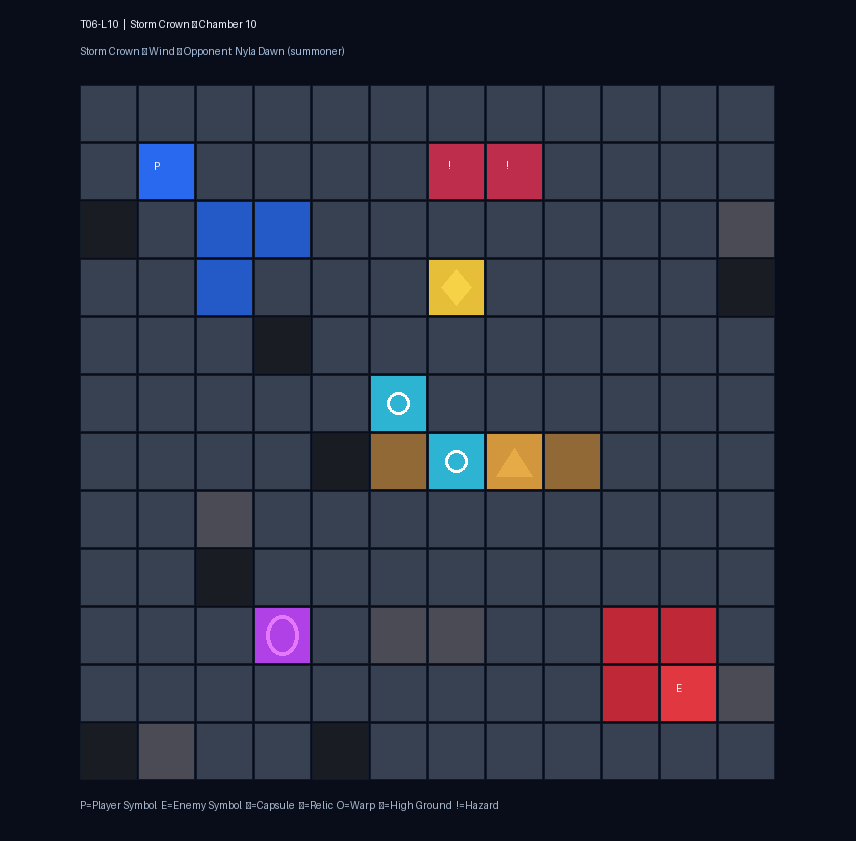 T06-L10 | Storm Crown □ Chamber 10
Storm Crown □ Wind □ Opponent: Nyla Dawn (summoner)
P
!
!
E
P=Player Symbol  E=Enemy Symbol  □=Capsule  □=Relic  O=Warp  □=High Ground  !=Hazard